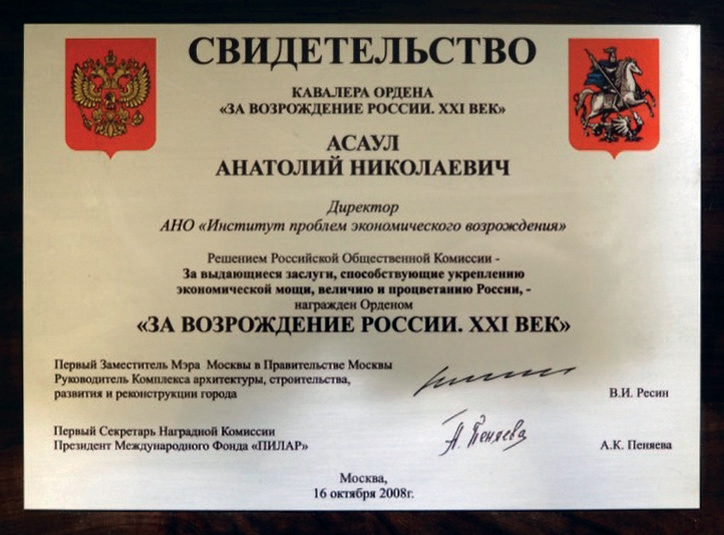 СВИДЕТЕЛЬСТВО
КАВАЛЕРА ОРДЕНА
«ЗА ВОЗРОЖДЕНИЕ РОССИИ. XXI ВЕК»
АСАУЛ
АНАТОЛИЙ НИКОЛАЕВИЧ
Директор
АНО «Институт проблем экономического возрождения»
Решением Российской Общественной Комиссии -
За выдающиеся заслуги, способствующие укреплению
экономической мощи, величию и процветанию России, -
награжден Орденом
«ЗА ВОЗРОЖДЕНИЕ РОССИИ. XXI ВЕК»
Первый Заместитель Мэра Москвы в Правительстве Москвы
Руководитель Комплекса архитектуры, строительства,
развития и реконструкции города
В.И. Ресин
Первый Секретарь Наградной Комиссии
Президент Международного Фонда «ПИЛАР»
А. Пеняева
А.К. Пеняева
Москва,
16 октября 2008г.